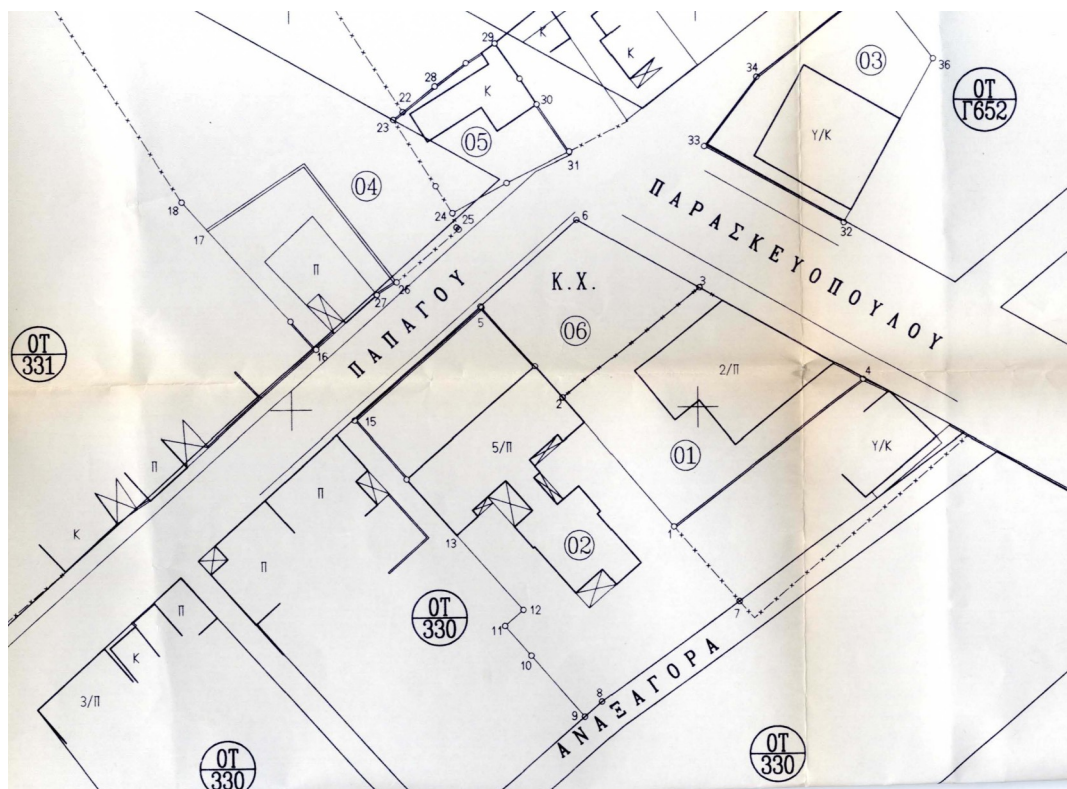 29
Κ
Κ
03
36
34
28
22
23
Κ
30
ΟΤ
Γ652
Υ/Κ
05
33
31
04
18
17
24
25
6
32
ΠΑΡΑΣΚΕΥΟΠΟΥΛΟΥ
Π
26
27
Κ.Χ.
3
5
06
ΠΑΠΑΓΟΥ
ΟΤ
331
16
2/Π
4
2
15
5/Π
01
Υ/Κ
Π
Π
Κ
13
02
1
Π
ΟΤ
330
12
11
7
Π
Κ
10
3/Π
8
9
ΑΝΑΞΑΓΟΡΑ
ΟΤ
330
ΟΤ
330